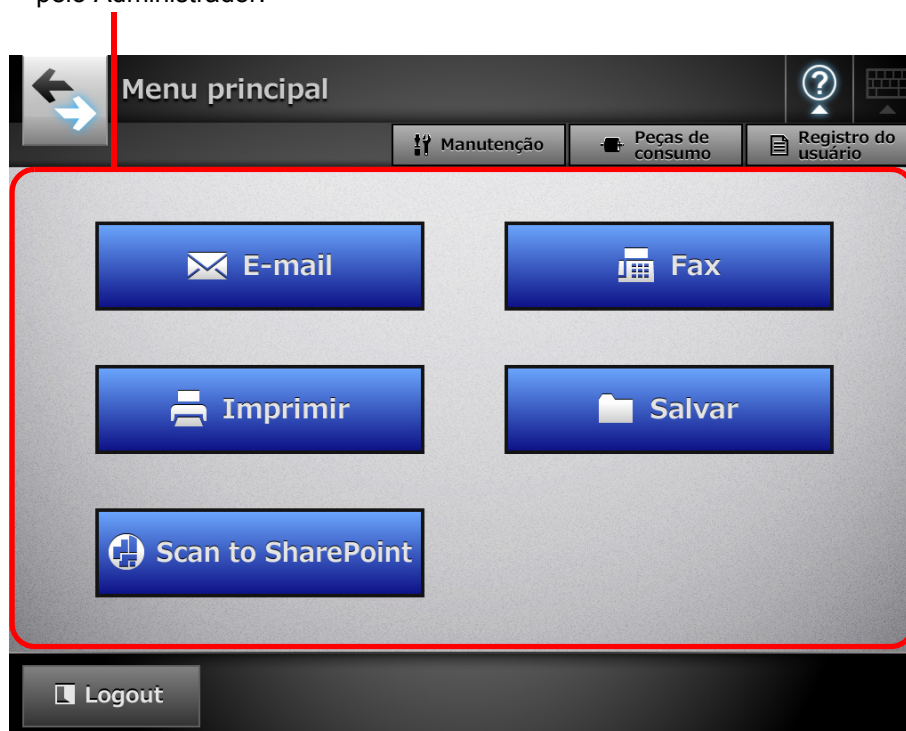 pelo Administrador.
Menu principal
Manutenção
Peças de
consumo
Registro do
usuário
E-mail
Fax
Imprimir
Salvar
Scan to SharePoint
Logout